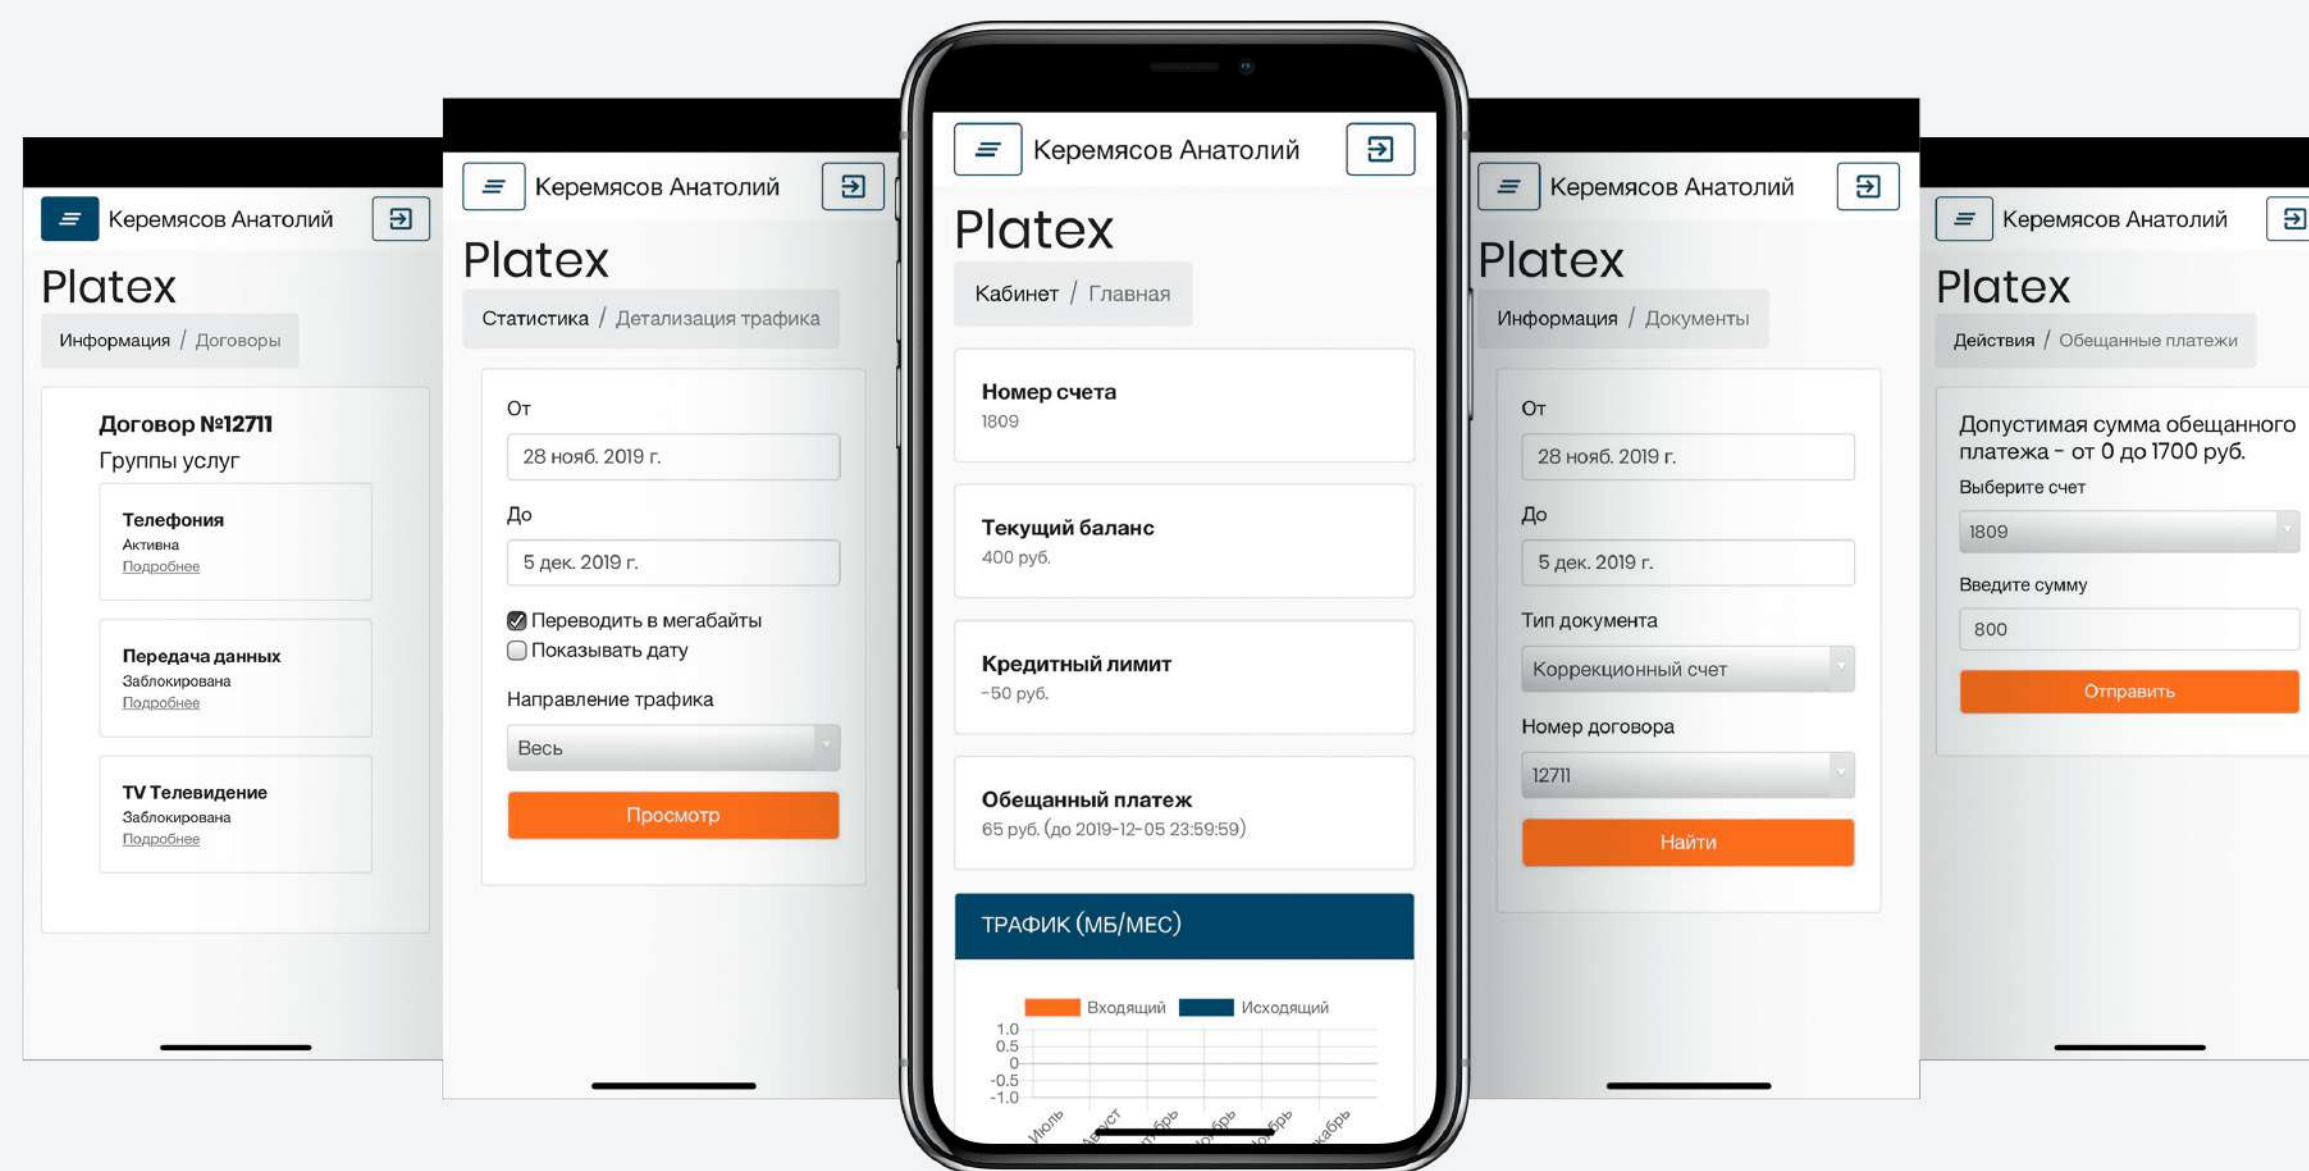 Керемясов Анатолий
Platex
Информация / Договоры
Договор №12711
Группы услуг
Телефония
Активна
Подробнее
Передача данных
Заблокирована
Подробнее
TV Телевидение
Заблокирована
Подробнее
Керемясов Анатолий
Platex
Статистика / Детализация трафика
От
28 нояб. 2019 г.
До
5 дек. 2019 г.
Переводить в мегабайты
Показывать дату
Направление трафика
Весь
Просмотр
Керемясов Анатолий
Platex
Кабинет / Главная
Номер счета
1809
Текущий баланс
400 руб.
Кредитный лимит
-50 руб.
Обещанный платеж
65 руб. (до 2019-12-05 23:59:59)
ТРАФИК (МБ/МЕС)
Входящий Исходящий
1.0
0.5
0
-0.5
-1.0
Июль
Керемясов Анатолий
Platex
Информация / Документы
От
28 нояб. 2019 г.
До
5 дек. 2019 г.
Тип документа
Коррекционный счет
Номер договора
12711
Найти
Керемясов Анатолий
Platex
Действия / Обещанные платежи
Допустимая сумма обещанного
платежа - от 0 до 1700 руб.
Выберите счет
1809
Введите сумму
800
Отправить